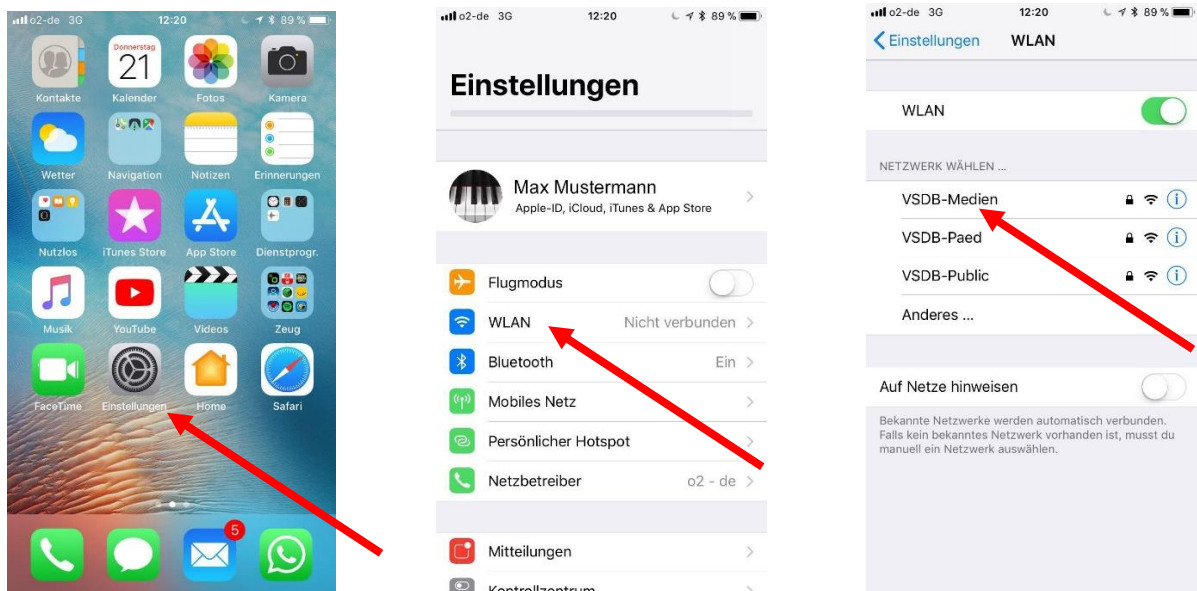 o2-de 3G 12:20 89 %
Donnerstag
21
Kontakte Kalender Fotos Kamera
Wetter Navigation Notizen Erinnerungen
Nutzlos iTunes Store App Store Dienstprogr.
Musik YouTube Videos Zeug
FaceTime Einstellungen Home Safari
5
o2-de 3G 12:20 89 %
Einstellungen
Max Mustermann
Apple-ID, iCloud, iTunes & App Store
Flugmodus
WLAN Nicht verbunden
Bluetooth Ein
Mobiles Netz
Persönlicher Hotspot
Netzbetreiber o2 - de
Mitteilungen
Kontrollzentrum
o2-de 3G 12:20 89 %
Einstellungen WLAN
WLAN
NETZWERK WÄHLEN ...
VSDB-Medien
VSDB-Paed
VSDB-Public
Anderes ...
Auf Netze hinweisen
Bekannte Netzwerke werden automatisch verbunden.
Falls kein bekanntes Netzwerk vorhanden ist, musst du
manuell ein Netzwerk auswählen.